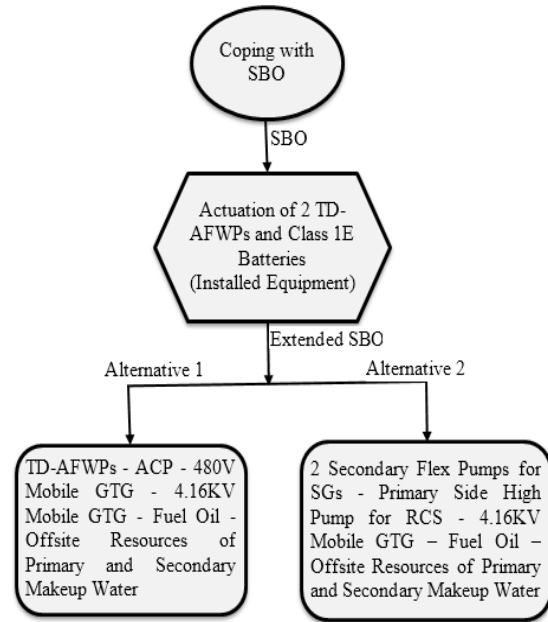 Coping with
SBO
SBO
Actuation of 2 TD-
AFWPs and Class 1E
Batteries
(Installed Equipment)
Extended SBO
Alternative 1
Alternative 2
TD-AFWPs - ACP - 480V
Mobile GTG - 4.16KV
Mobile GTG - Fuel Oil -
Offsite Resources of
Primary and Secondary
Makeup Water
2 Secondary Flex Pumps for
SGs - Primary Side High
Pump for RCS - 4.16KV
Mobile GTG – Fuel Oil –
Offsite Resources of Primary
and Secondary Makeup Water